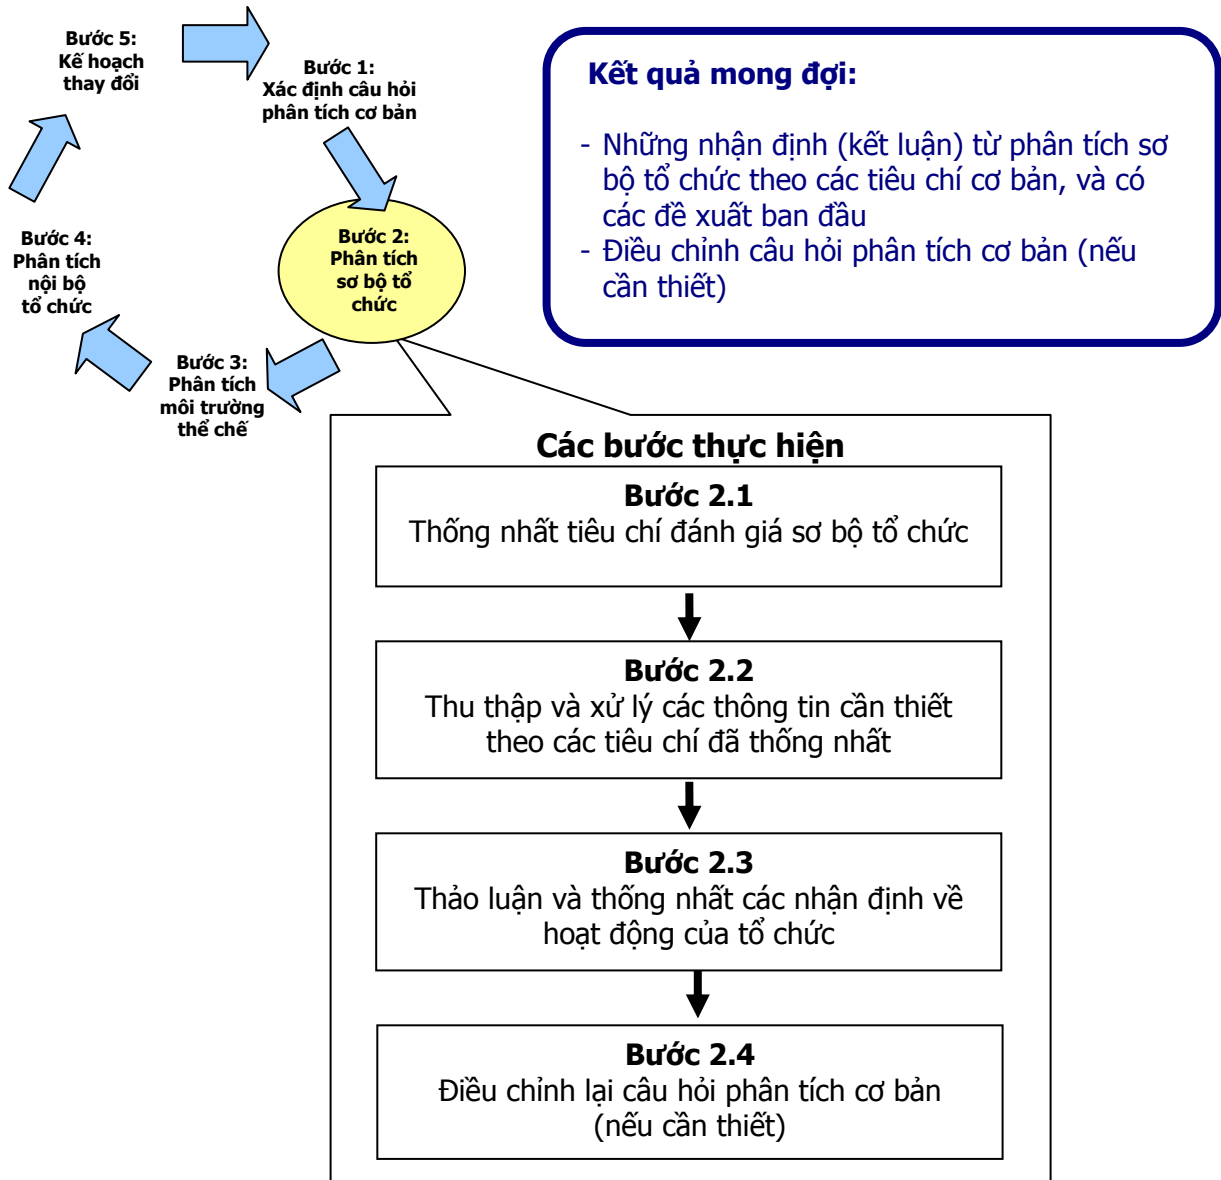 Bước 5:
Kế hoạch
thay đổi
Bước 1:
Xác định câu hỏi
phân tích cơ bản
Bước 2:
Phân tích
sơ bộ tổ
chức
Bước 3:
Phân tích
môi trường
thể chế
Bước 4:
Phân tích
nội bộ
tổ chức
Kết quả mong đợi:
- Những nhận định (kết luận) từ phân tích sơ
bộ tổ chức theo các tiêu chí cơ bản, và có
các đề xuất ban đầu
- Điều chỉnh câu hỏi phân tích cơ bản (nếu
cần thiết)
Các bước thực hiện
Bước 2.1
Thống nhất tiêu chí đánh giá sơ bộ tổ chức
Bước 2.2
Thu thập và xử lý các thông tin cần thiết
theo các tiêu chí đã thống nhất
Bước 2.3
Thảo luận và thống nhất các nhận định về
hoạt động của tổ chức
Bước 2.4
Điều chỉnh lại câu hỏi phân tích cơ bản
(nếu cần thiết)